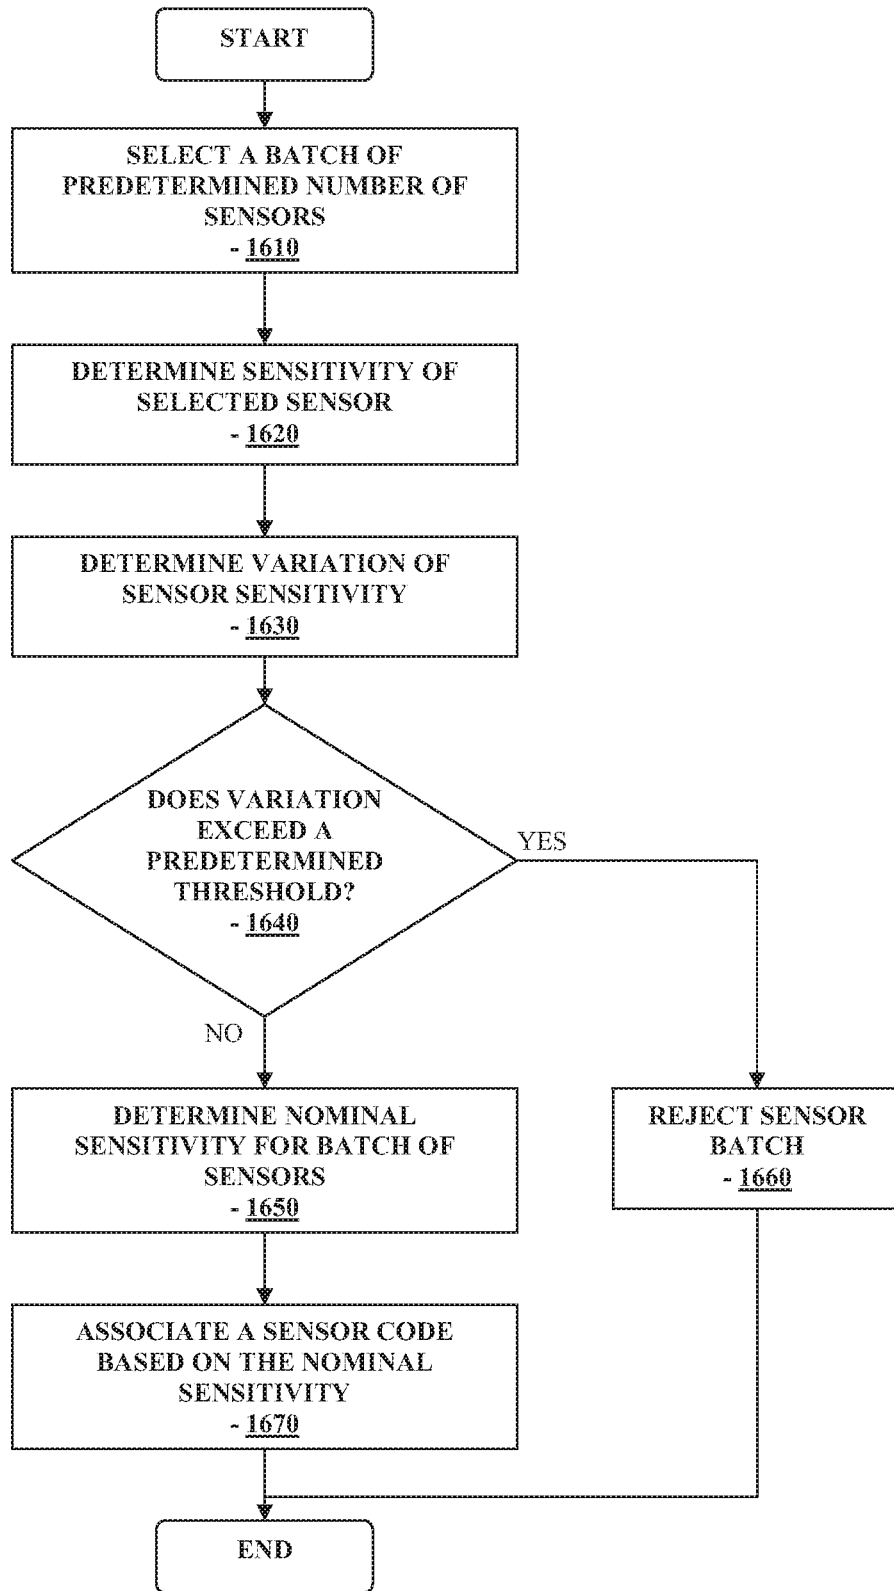 START
SELECT A BATCH OF
PREDETERMINED NUMBER OF
SENSORS
- 1610
DETERMINE SENSITIVITY OF
SELECTED SENSOR
- 1620
DETERMINE VARIATION OF
SENSOR SENSITIVITY
- 1630
DOES VARIATION
EXCEED A
PREDETERMINED
THRESHOLD?
- 1640
YES
NO
DETERMINE NOMINAL
SENSITIVITY FOR BATCH OF
SENSORS
- 1650
REJECT SENSOR
BATCH
- 1660
ASSOCIATE A SENSOR CODE
BASED ON THE NOMINAL
SENSITIVITY
- 1670
END